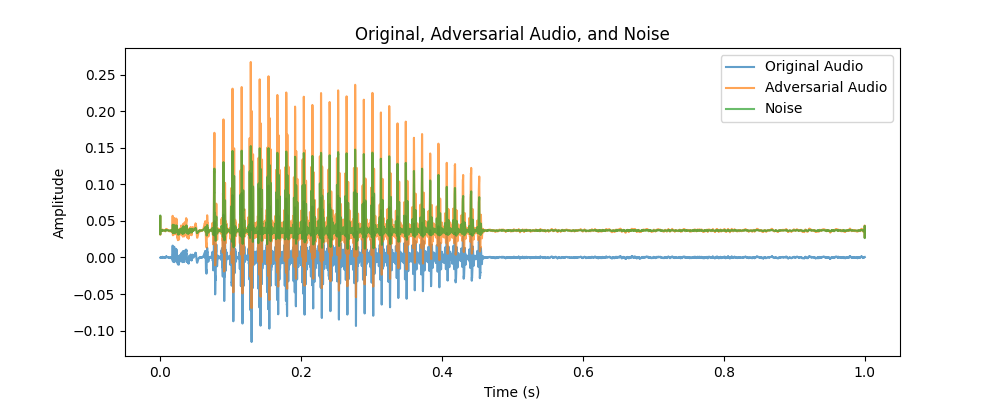 Original, Adversarial Audio, and Noise
Original Audio
Adversarial Audio
Noise
Amplitude
0.25
0.20
0.15
0.10
0.05
0.00
−0.05
−0.10
0.0 0.2 0.4 0.6 0.8 1.0
Time (s)